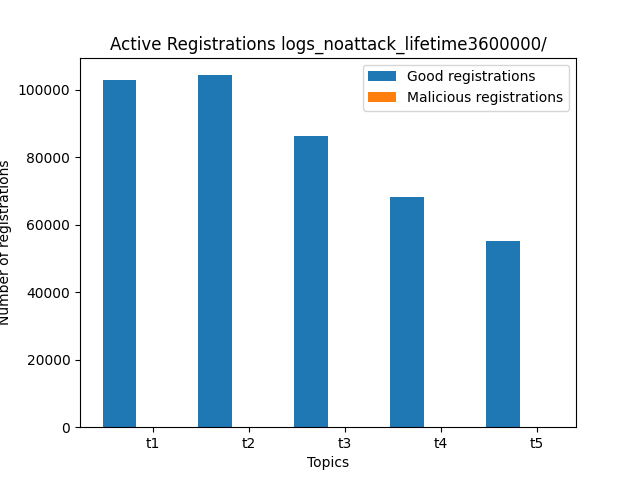 Active Registrations logs_noattack_lifetime3600000/
Good registrations
Malicious registrations
Number of registrations
100000
80000
60000
40000
20000
0
t1 t2 t3 t4 t5
Topics